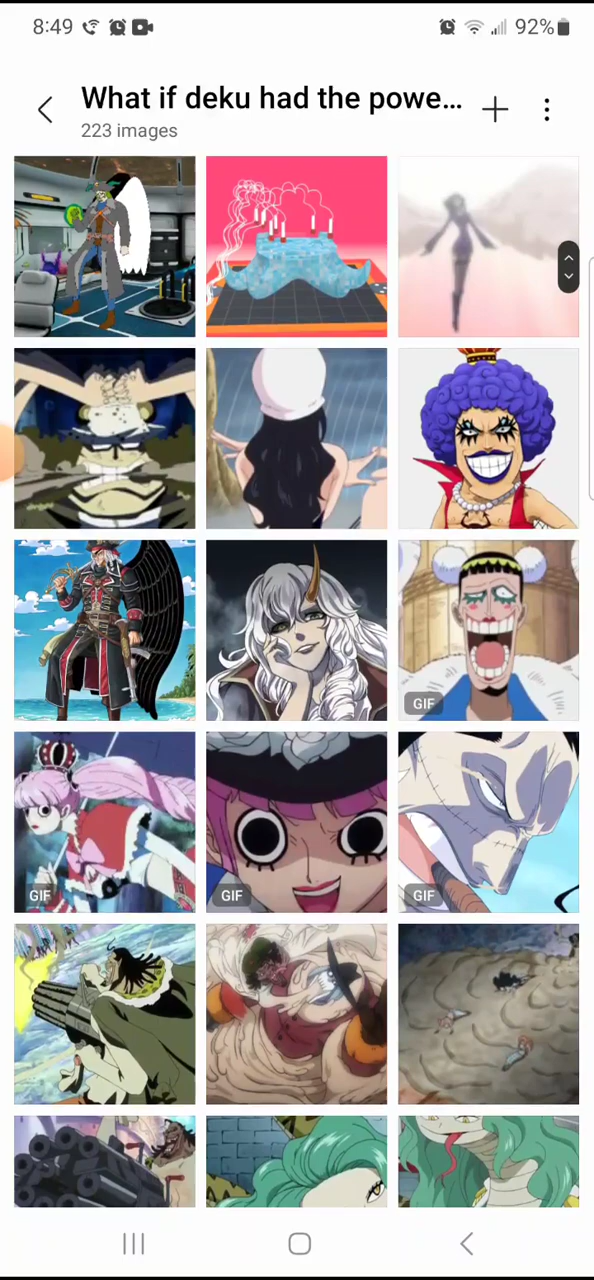 8:49
92%
What if deku had the powe...
223 images
GIF
GIF
GIF
GIF